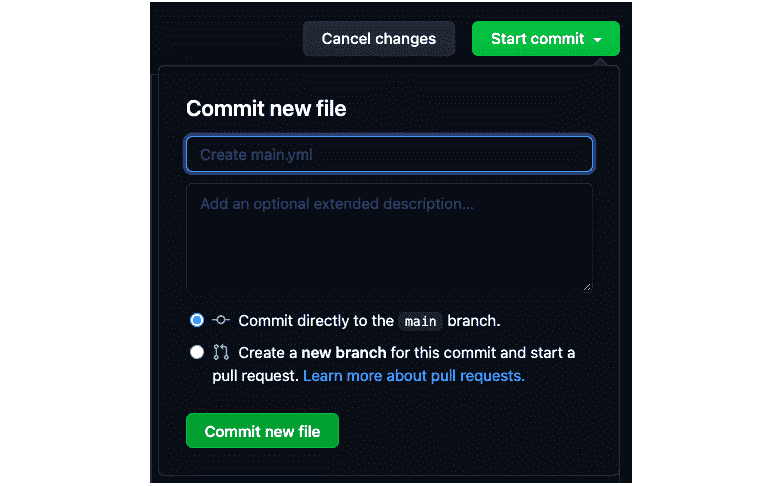 Cancel changes
Start commit
Commit new file
Create main.yml
Add an optional extended description...
Commit directly to the main branch.
Create a new branch for this commit and start a
pull request. Learn more about pull requests.
Commit new file